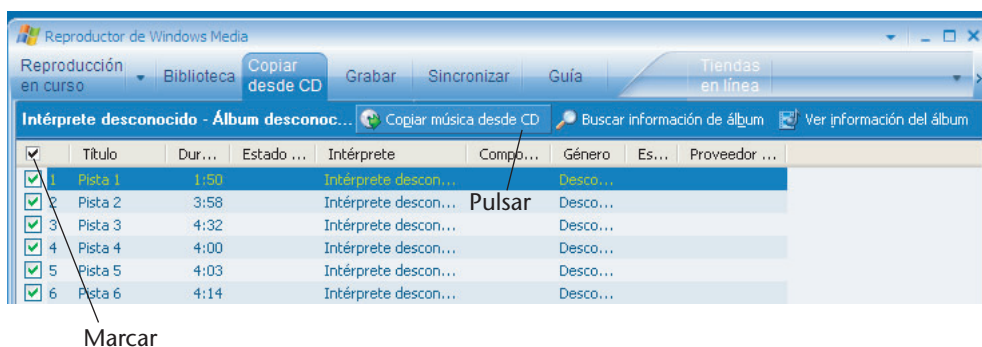 Reproductor de Windows Media
Reproducción en curso Biblioteca Copiar desde CD Grabar Sincronizar Guía Tiendas en línea
Intérprete desconocido - Álbum desconoc... Copiar música desde CD Buscar información de álbum Ver información del álbum
Título Dur... Estado ... Intérprete Compo... Género Es... Proveedor ...
1 Pista 1 1:50 Intérprete descon... Desco...
2 Pista 2 3:58 Intérprete descon... Desco...
Pulsar
3 Pista 3 4:32 Intérprete descon... Desco...
4 Pista 4 4:00 Intérprete descon... Desco...
5 Pista 5 4:03 Intérprete descon... Desco...
6 Pista 6 4:14 Intérprete descon... Desco...
Marcar